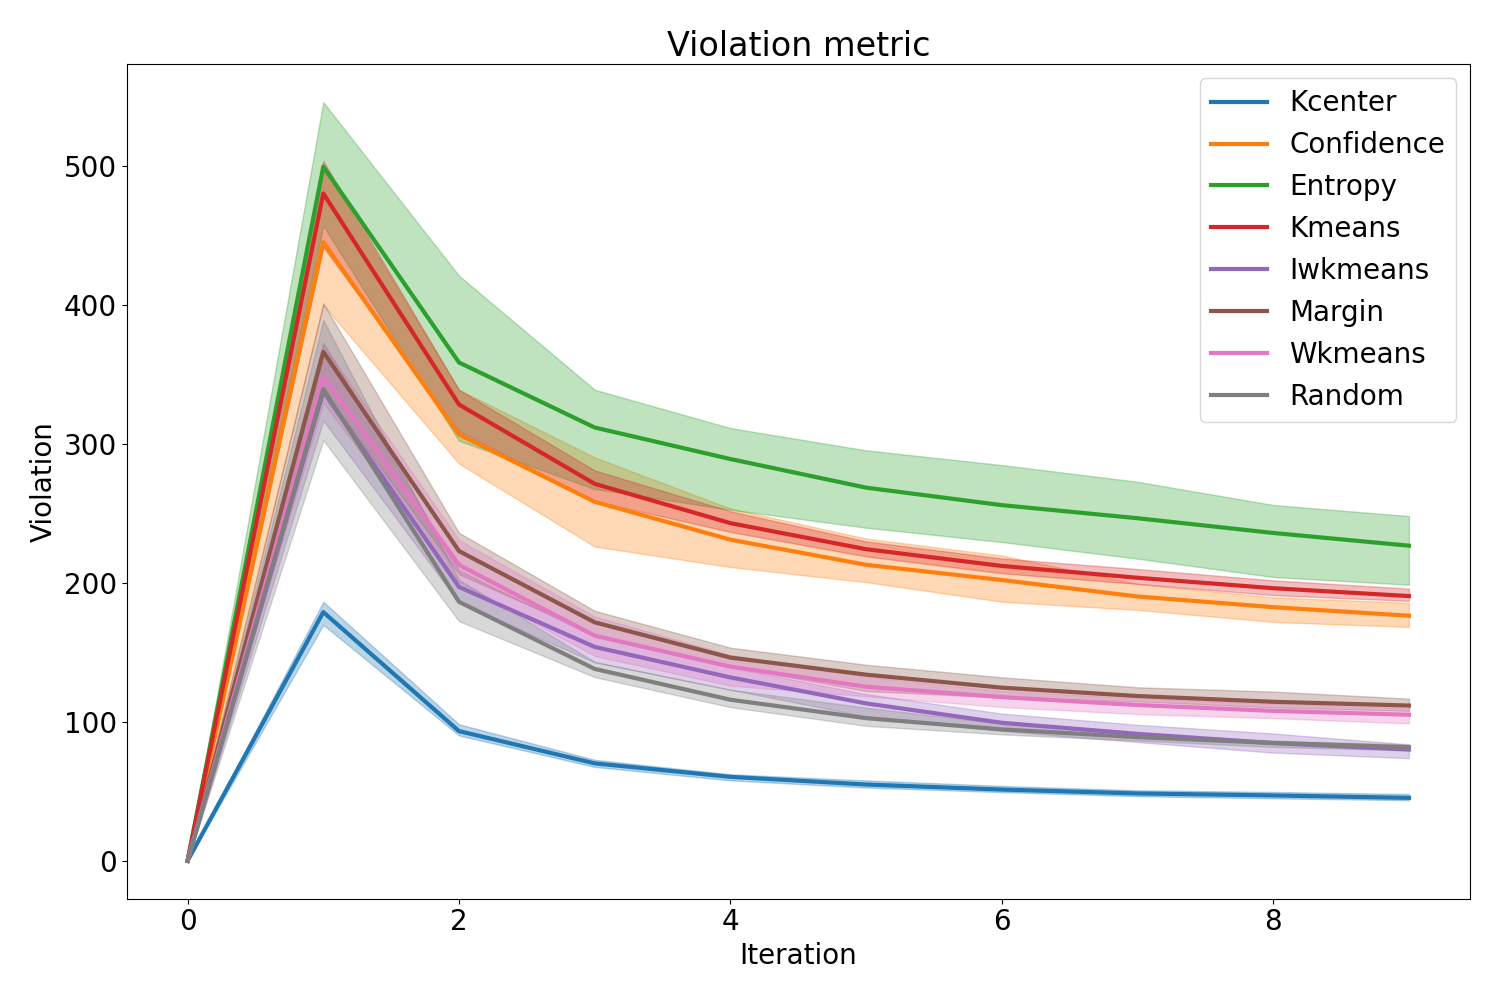 Violation metric
Kcenter
Confidence
Entropy
Kmeans
Iwkmeans
Margin
Wkmeans
Random
Violation
500
400
300
200
100
0
0 2 4 6 8
Iteration